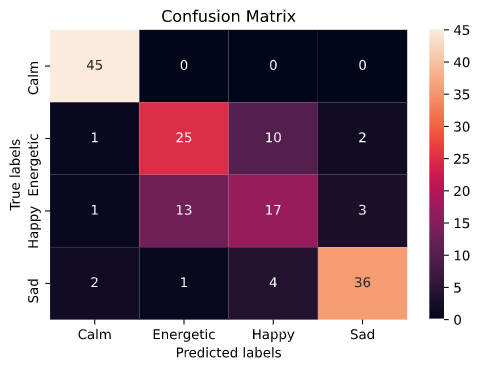 Confusion Matrix
True labels
Calm
45 0 0 0
Energetic
1 25 10 2
Happy
1 13 17 3
Sad
2 1 4 36
Calm Energetic Happy Sad
Predicted labels
45
40
35
30
25
20
15
10
5
0